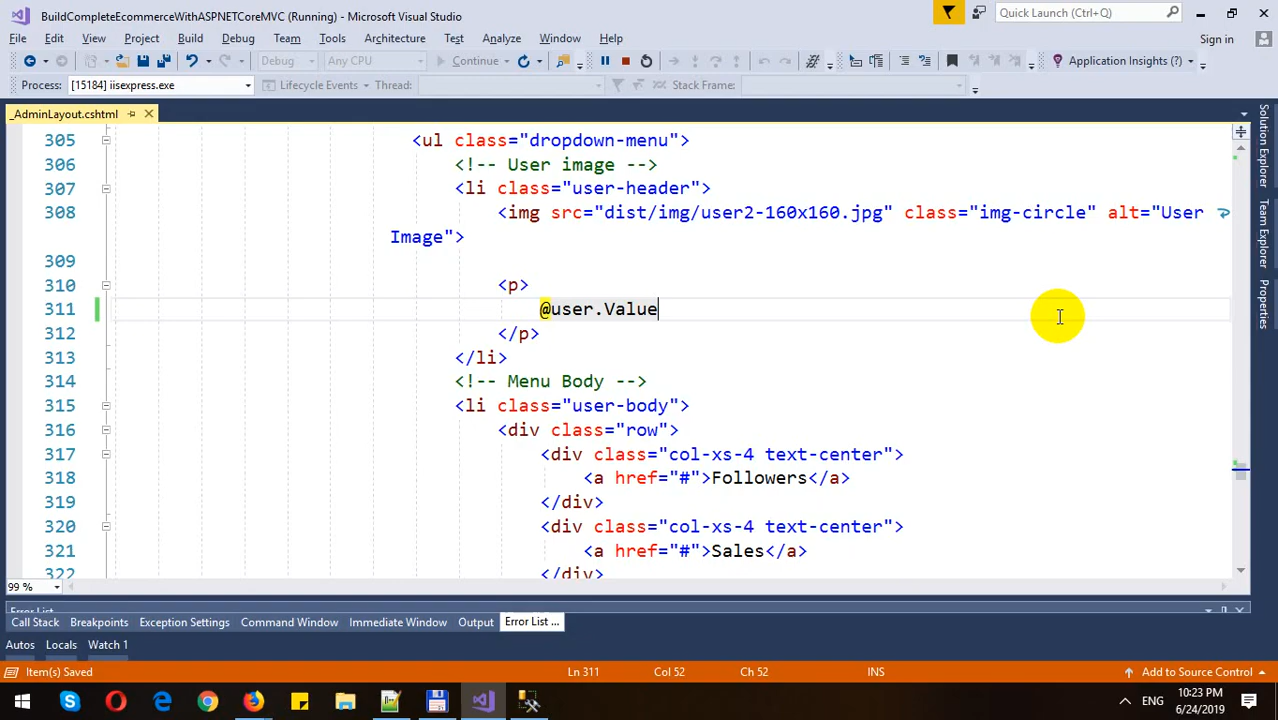 BuildCompleteEcommerceWithASPNETCoreMVC (Running) - Microsoft Visual Studio
Quick Launch (Ctrl+Q)
File Edit View Project Build Debug Team Tools Architecture Test Analyze Window Help
Sign in
Debug Any CPU Continue Application Insights (?)
Process: [15184] iisexpress.exe Lifecycle Events Thread: Stack Frame:
_AdminLayout.cshtml
305 <ul class="dropdown-menu">
306 <!-- User image -->
307 <li class="user-header">
308 <img src="dist/img/user2-160x160.jpg" class="img-circle" alt="User
Image">
309
310 <p>
311 @user.Value
312 </p>
313 </li>
314 <!-- Menu Body -->
315 <li class="user-body">
316 <div class="row">
317 <div class="col-xs-4 text-center">
318 <a href="#">Followers</a>
319 </div>
320 <div class="col-xs-4 text-center">
321 <a href="#">Sales</a>
322 </div>
Solution Explorer
Team Explorer
Properties
99 %
Error List
Call Stack Breakpoints Exception Settings Command Window Immediate Window Output Error List ...
Autos Locals Watch 1
Item(s) Saved Ln 311 Col 52 Ch 52 INS Add to Source Control
ENG
10:23 PM
6/24/2019